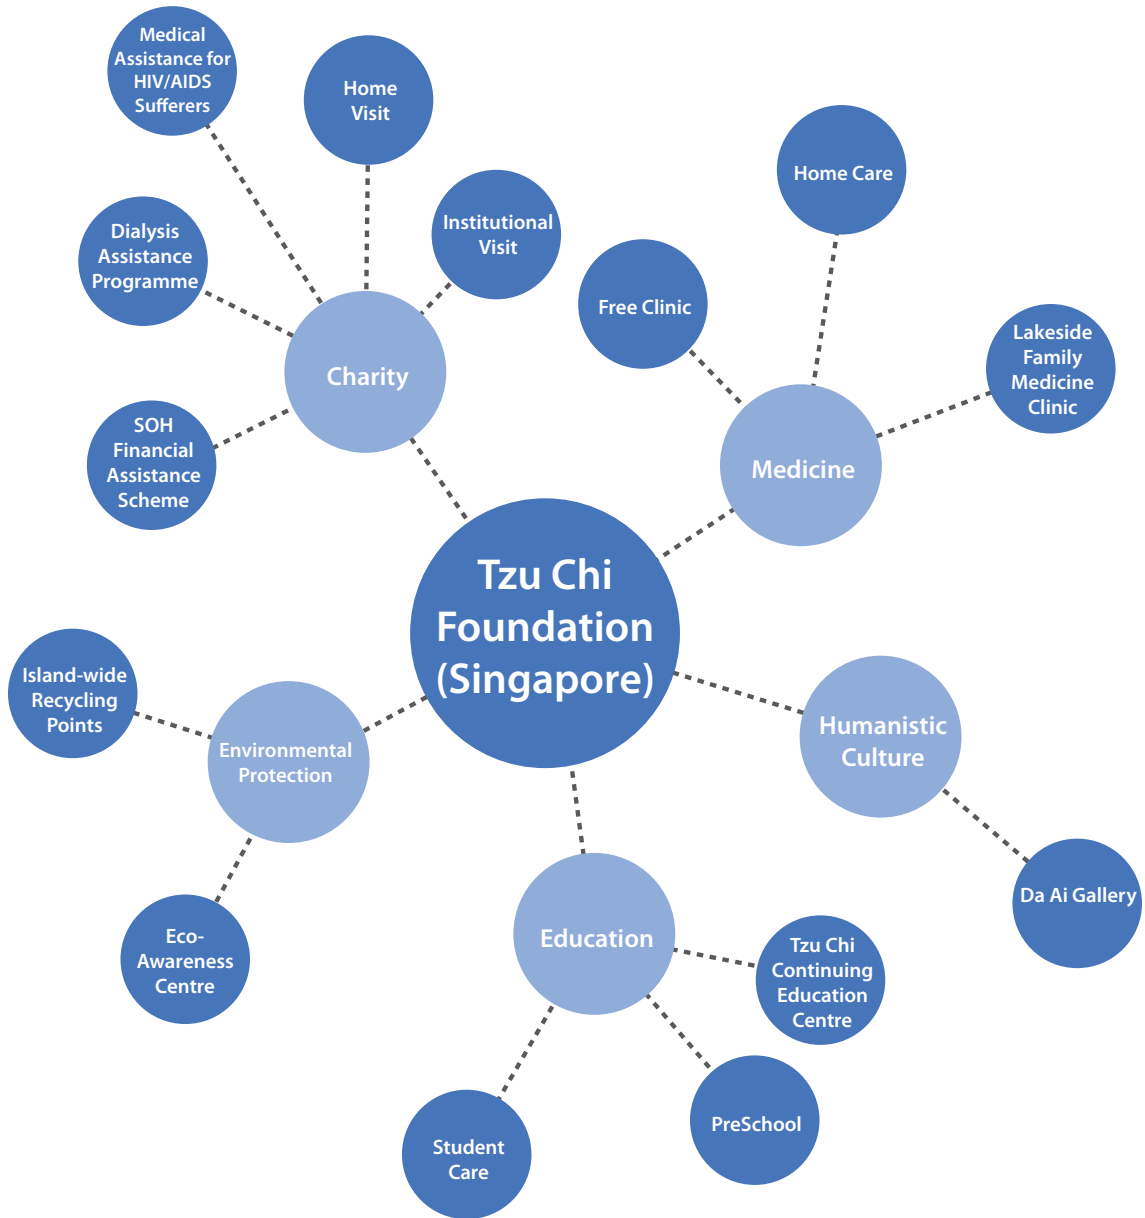 Medical
Assistance for
HIV/AIDS
Sufferers
Home
Visit
Institutional
Visit
Dialysis
Assistance
Programme
SOH
Financial
Assistance
Scheme
Charity
Home Care
Free Clinic
Lakeside
Family
Medicine
Clinic
Medicine
Tzu Chi
Foundation
(Singapore)
Island-wide
Recycling
Points
Environmental
Protection
Eco-
Awareness
Centre
Humanistic
Culture
Da Ai Gallery
Education
Tzu Chi
Continuing
Education
Centre
PreSchool
Student
Care